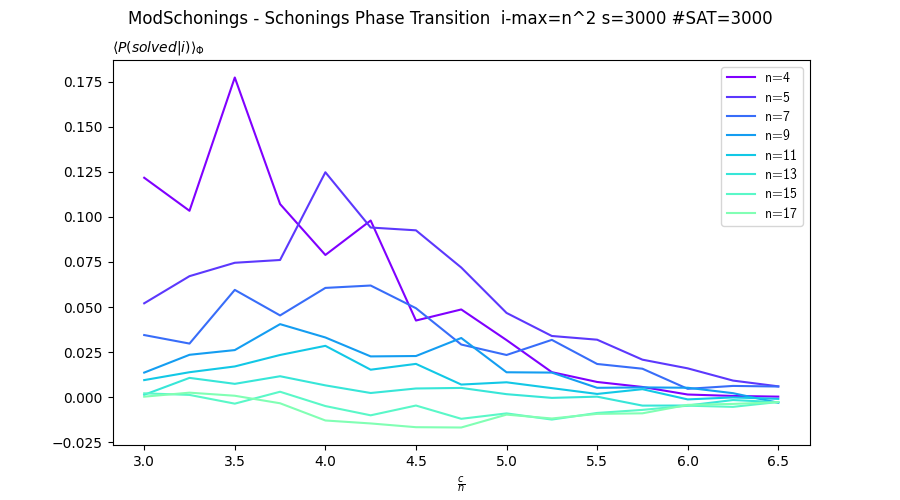 ModSchonings - Schonings Phase Transition  i-max=n^2 s=3000 #SAT=3000
⟨P(solved|i)⟩Φ
0.175
0.150
0.125
0.100
0.075
0.050
0.025
0.000
−0.025
3.0 3.5 4.0 4.5 5.0 5.5 6.0 6.5
c/n
n=4
n=5
n=7
n=9
n=11
n=13
n=15
n=17